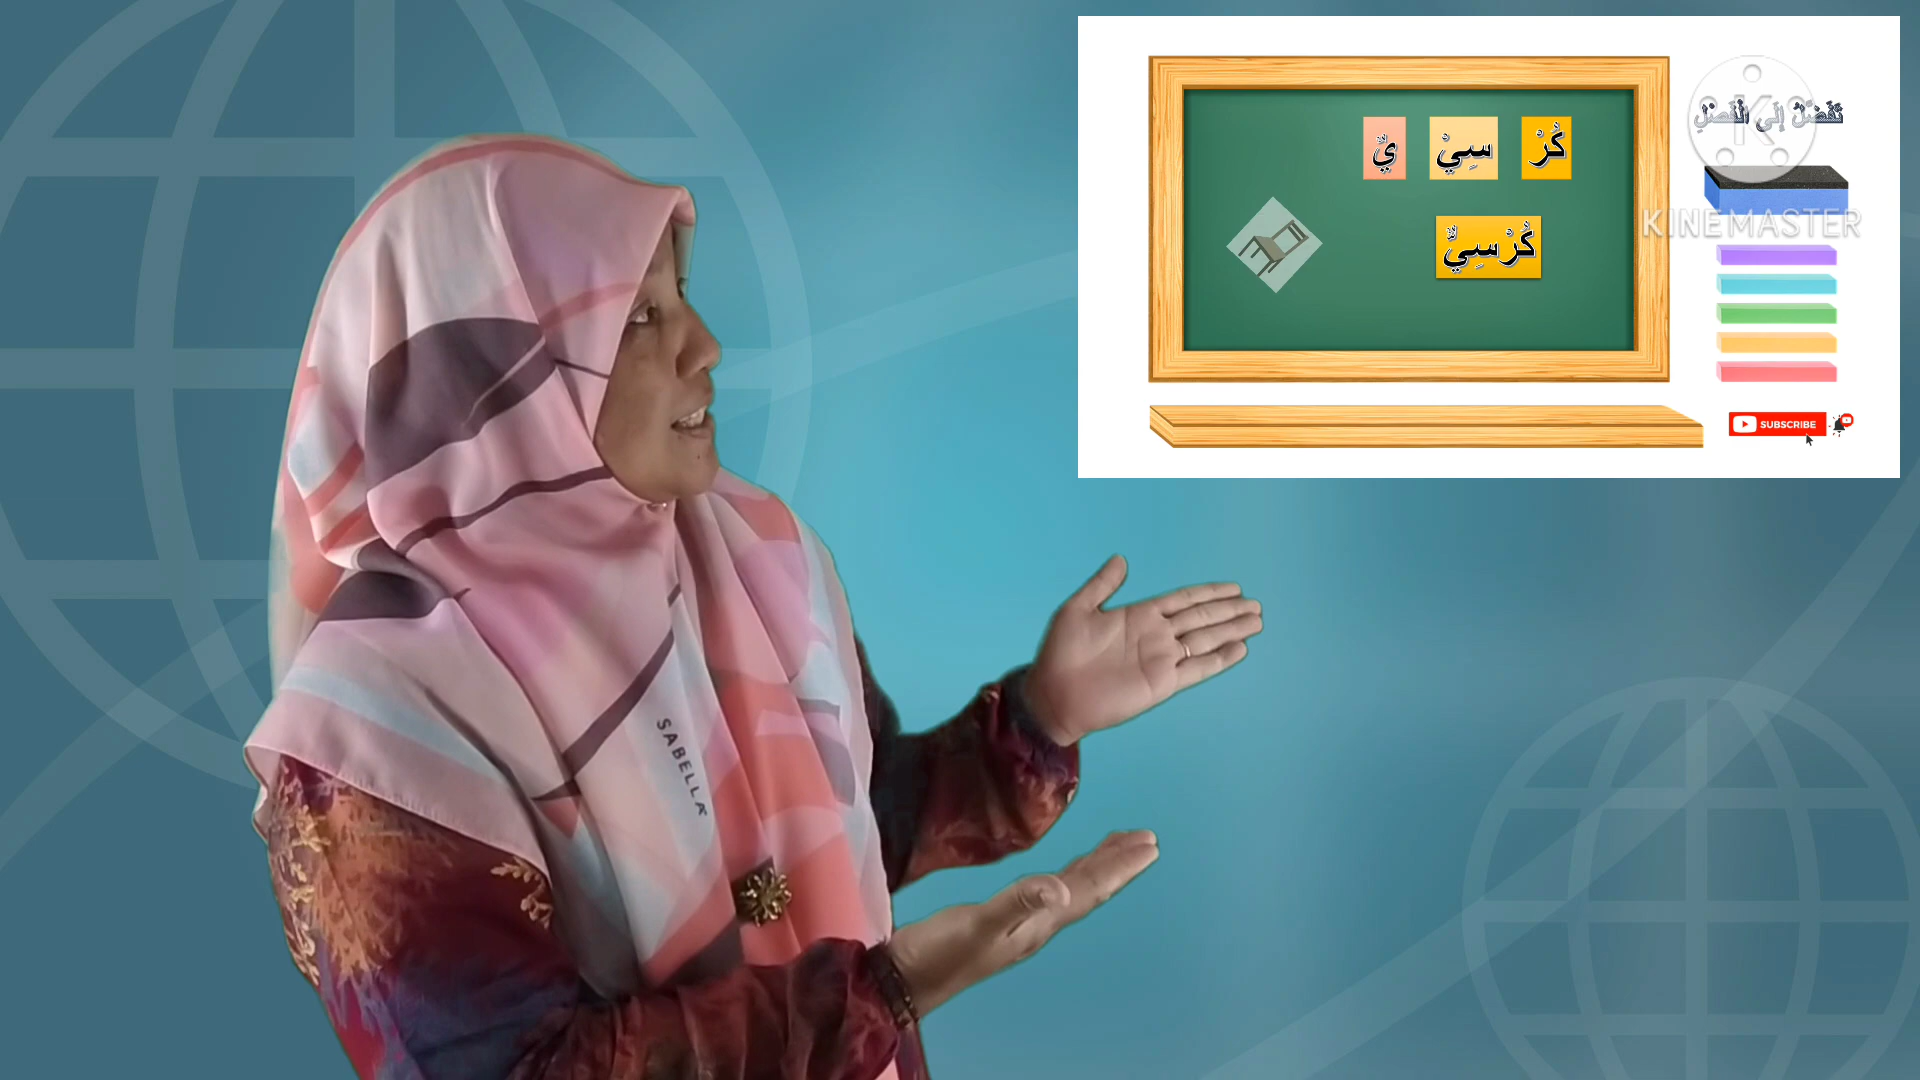 تَفَضَّلْ إِلَى الْفَصْلِ
كُرْ سِيْ يٌّ
كُرْسِيٌّ
KINEMASTER
SUBSCRIBE
SABELLA